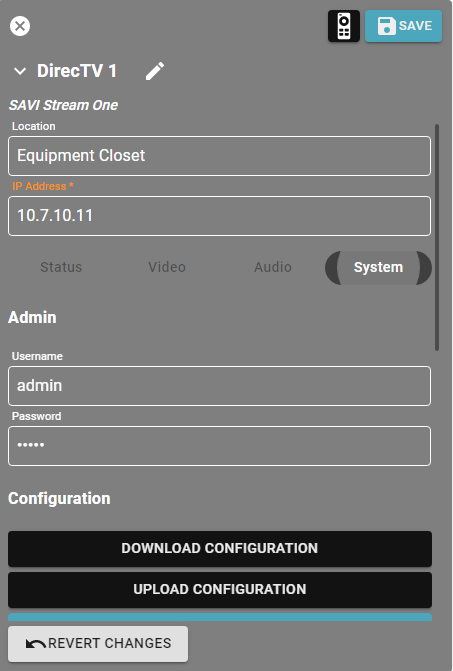 SAVE
DirecTV 1
SAVI Stream One
Location
Equipment Closet
IP Address *
10.7.10.11
Status Video Audio System
Admin
Username
admin
Password
•••••
Configuration
DOWNLOAD CONFIGURATION
UPLOAD CONFIGURATION
REVERT CHANGES